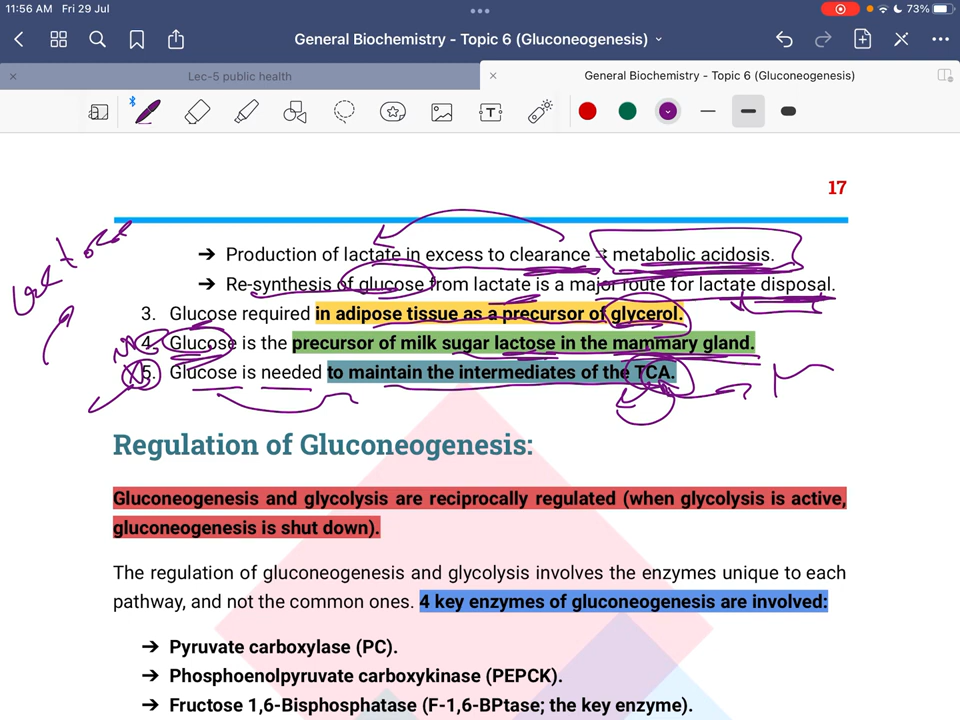 11:56 AM Fri 29 Jul
73%
General Biochemistry - Topic 6 (Gluconeogenesis)
Lec-5 public health
General Biochemistry - Topic 6 (Gluconeogenesis)
17
→ Production of lactate in excess to clearance ⇒ metabolic acidosis.
→ Re-synthesis of glucose from lactate is a major route for lactate disposal.
3. Glucose required in adipose tissue as a precursor of glycerol.
4. Glucose is the precursor of milk sugar lactose in the mammary gland.
5. Glucose is needed to maintain the intermediates of the TCA.
Regulation of Gluconeogenesis:
Gluconeogenesis and glycolysis are reciprocally regulated (when glycolysis is active,
gluconeogenesis is shut down).
The regulation of gluconeogenesis and glycolysis involves the enzymes unique to each
pathway, and not the common ones. 4 key enzymes of gluconeogenesis are involved:
→ Pyruvate carboxylase (PC).
→ Phosphoenolpyruvate carboxykinase (PEPCK).
→ Fructose 1,6-Bisphosphatase (F-1,6-BPtase; the key enzyme).